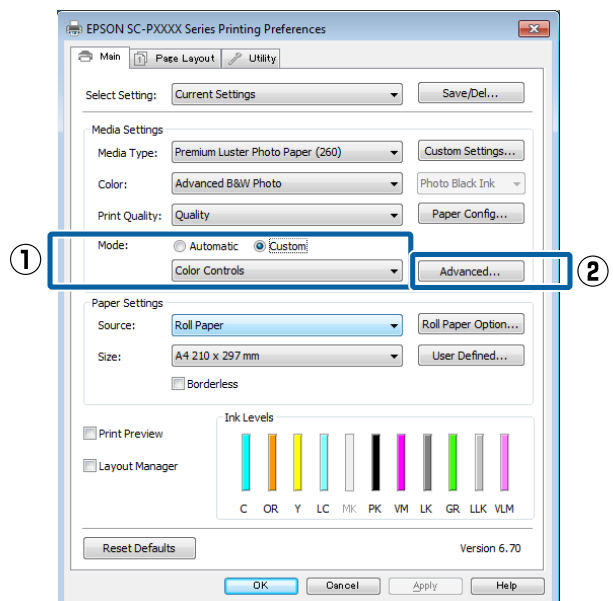 EPSON SC-PXXXX Series Printing Preferences
Main Page Layout Utility
Select Setting: Current Settings Save/Del...
Media Settings
Media Type: Premium Luster Photo Paper (260) Custom Settings...
Color: Advanced B&W Photo Photo Black Ink
Print Quality: Quality Paper Config...
① Mode: Automatic Custom
Color Controls Advanced... ②
Paper Settings
Source: Roll Paper Roll Paper Option...
Size: A4 210 x 297 mm User Defined...
Borderless
Ink Levels
Print Preview
Layout Manager
C OR Y LC MK PK VM LK GR LLK VLM
Reset Defaults Version 6.70
OK Cancel Apply Help